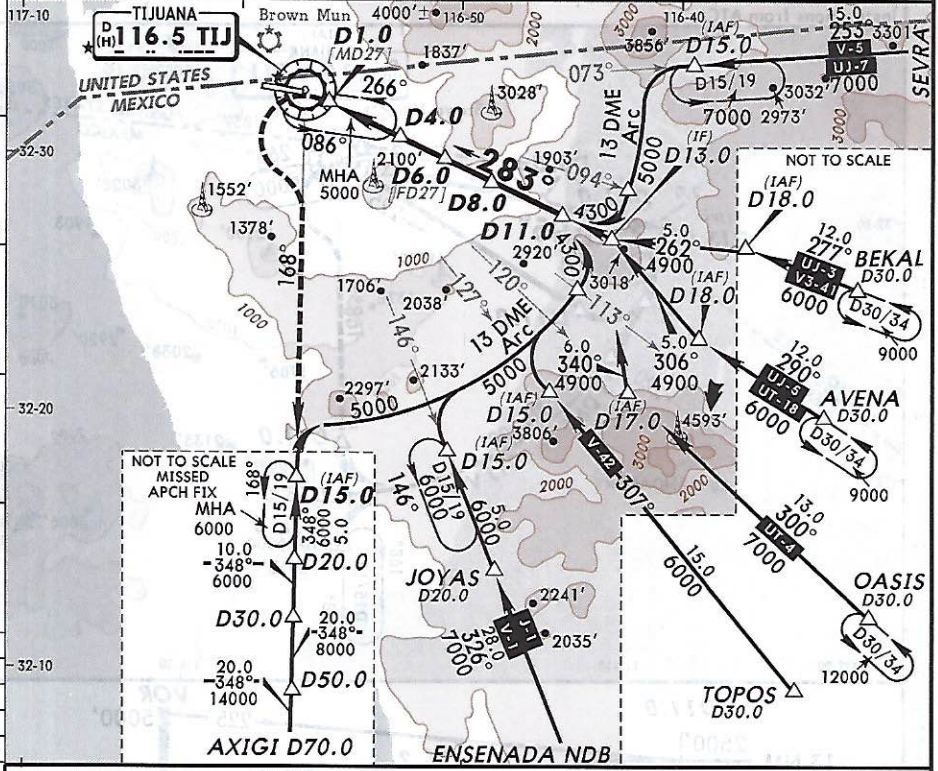 TIJUANA
D
(H)
116.5 TIJ
Brown Mun
D1.0
[MD27]
4000'±
116-50
2000
3000
116-40
(IAF)
D15.0
15.0
253°
3301'
V-5
UJ-7
7000
SEVRA
117-10
1837'
3856'
073°
D15/19
7000
3032'
2973'
3000
UNITED STATES
MEXICO
266°
3028'
D4.0
086°
13 DME
Arc
5000
(IF)
D13.0
32-30
MHA
5000
2100'
D6.0
[FD27]
283°
1903'
094°
D8.0
4300
D11.0
NOT TO SCALE
(IAF)
D18.0
1552'
1378'
168°
2920'
4300
3018'
5.0
262°
4900
12.0
277°
UJ-3
V3-41
6000
BEKAL
D30.0
D30/34
9000
1000
1000
1706'
2038'
127°
120°
113°
146°
13 DME
Arc
5000
(IAF)
D18.0
6.0
340°
4900
5.0
306°
4900
12.0
290°
UJ-5
UT-18
6000
AVENA
D30.0
D30/34
9000
2133'
2297'
5000
32-20
(IAF)
D15.0
3806'
(IAF)
D17.0
4593'
3000
2000
2000
(IAF)
D15.0
D15/19
6000
146°
5.0
6000
V-42
307°
15.0
6000
13.0
300°
UT-4
7000
OASIS
D30.0
D30/34
12000
NOT TO SCALE
MISSED
APCH FIX
MHA
6000
168°
D15/19
(IAF)
D15.0
348°
6000
5.0
10.0
-348°-
6000
D20.0
D30.0
20.0
-348°-
8000
20.0
-348°-
14000
D50.0
AXIGI D70.0
JOYAS
D20.0
2241'
2035'
J-1
V-1
28.0
326°
7000
32-10
TOPOS
D30.0
ENSENADA NDB